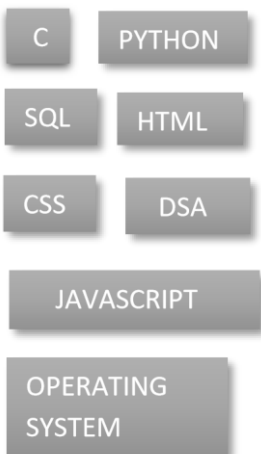 C
PYTHON
SQL
HTML
CSS
DSA
JAVASCRIPT
OPERATING
SYSTEM